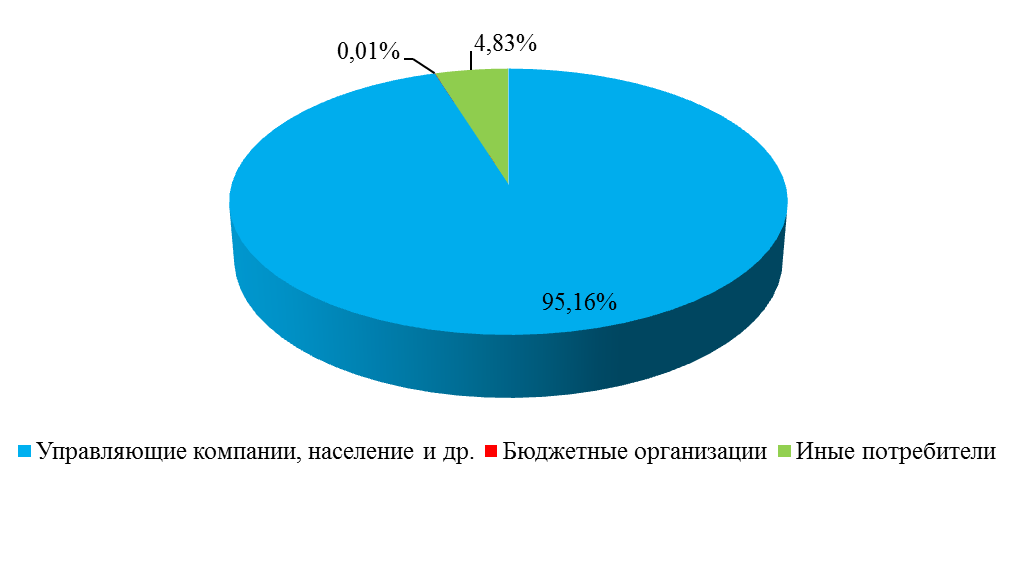 4,83%
0,01%
95,16%
Управляющие компании, население и др. Бюджетные организации Иные потребители